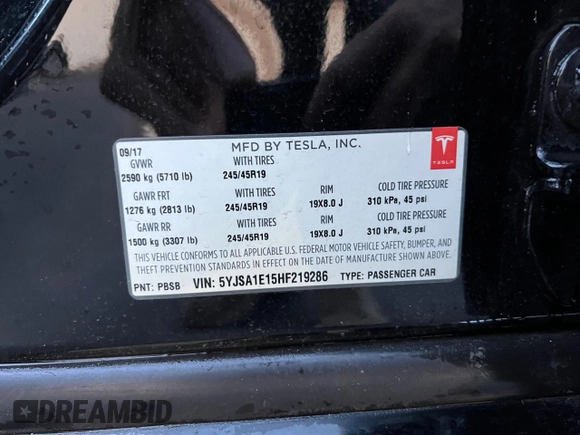 09/17 MFD BY TESLA, INC.
GVWR WITH TIRES
2590 kg (5710 lb) 245/45R19
TESLA
GAWR FRT WITH TIRES RIM COLD TIRE PRESSURE
1276 kg (2813 lb) 245/45R19 19X8.0 J 310 kPa, 45 psi
GAWR RR WITH TIRES RIM COLD TIRE PRESSURE
1500 kg (3307 lb) 245/45R19 19X8.0 J 310 kPa, 45 psi
THIS VEHICLE CONFORMS TO ALL APPLICABLE U.S. FEDERAL MOTOR VEHICLE SAFETY, BUMPER, AND
THEFT PREVENTION STANDARDS IN EFFECT ON THE DATE OF MANUFACTURE SHOWN ABOVE.
PNT: PBSB VIN: 5YJSA1E15HF219286 TYPE: PASSENGER CAR
DREAMBID